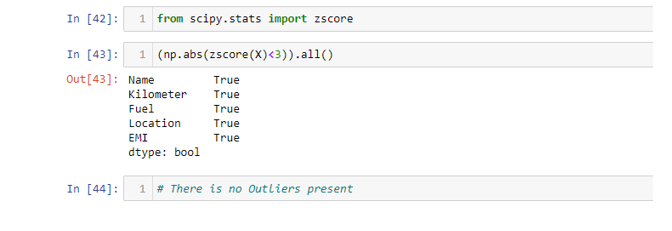 In [42]: 1 from scipy.stats import zscore
In [43]: 1 (np.abs(zscore(X)<3)).all()
Out[43]: Name True
Kilometer True
Fuel True
Location True
EMI True
dtype: bool
In [44]: 1 # There is no Outliers present